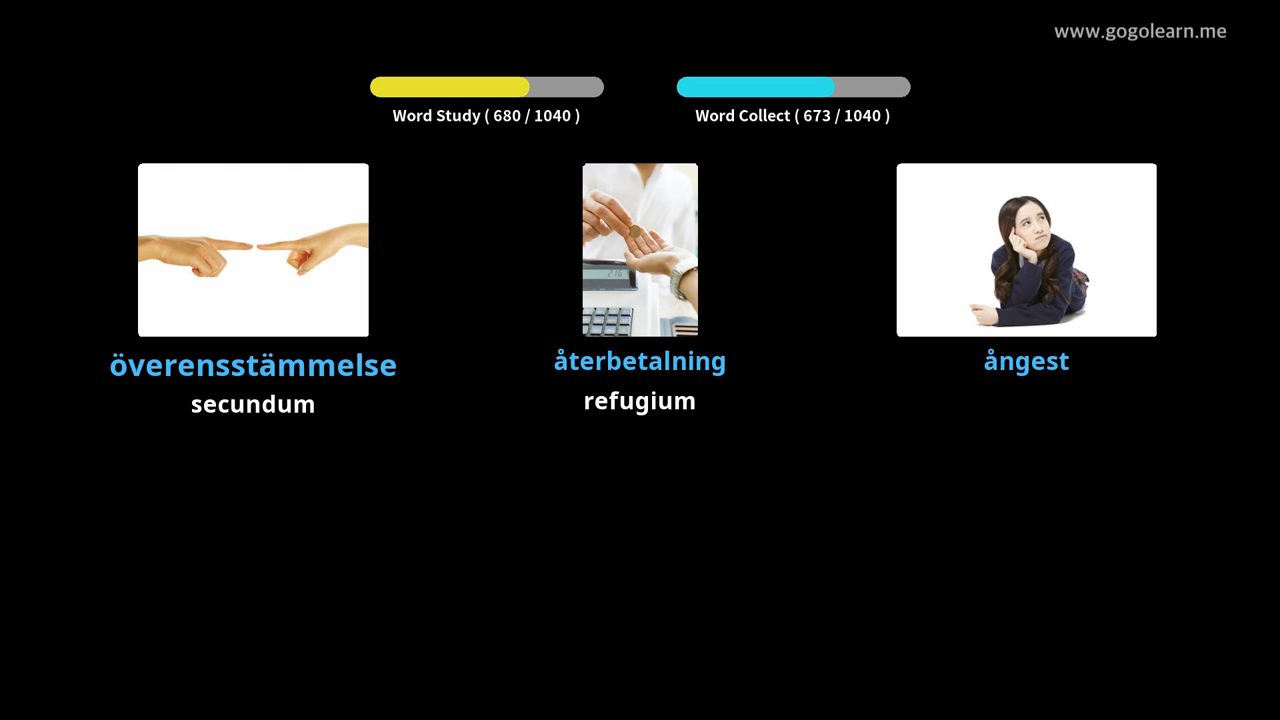 www.gogolearn.me
Word Study ( 680 / 1040 )
Word Collect ( 673 / 1040 )
överensstämmelse
secundum
återbetalning
refugium
ångest